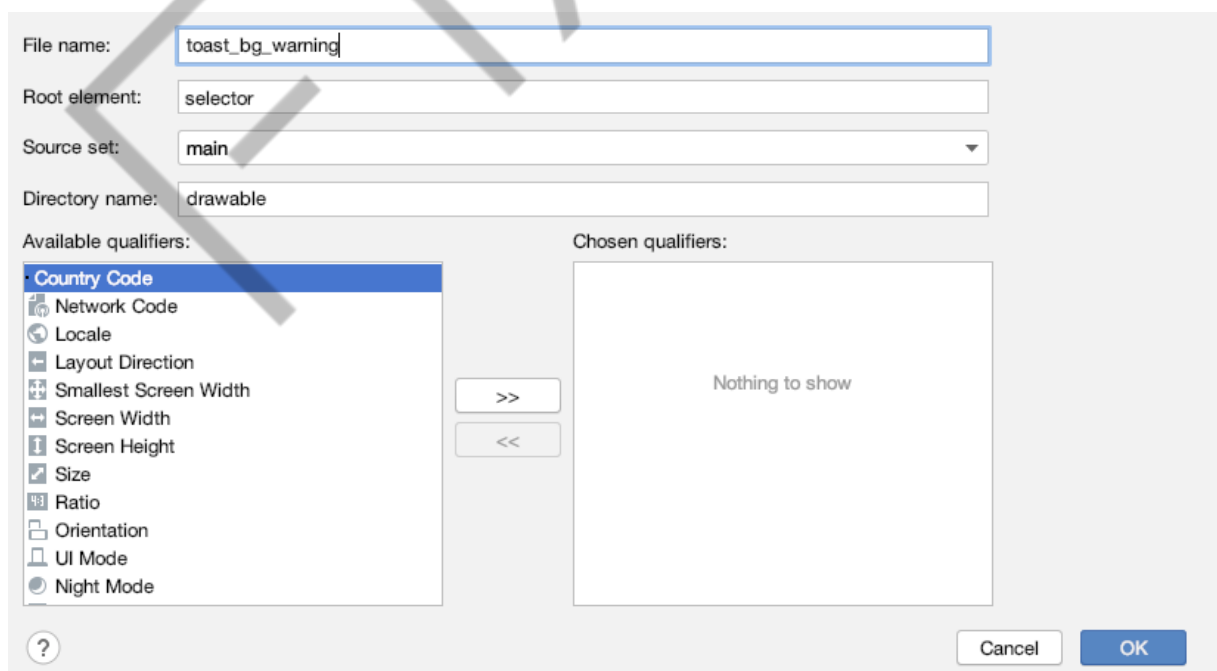 File name: toast_bg_warning
Root element: selector
Source set: main
Directory name: drawable
Available qualifiers: Chosen qualifiers:
Country Code
Network Code
Locale
Layout Direction
Smallest Screen Width
Screen Width
Screen Height
Size
Ratio
Orientation
UI Mode
Night Mode
>>
<<
Nothing to show
?
Cancel OK